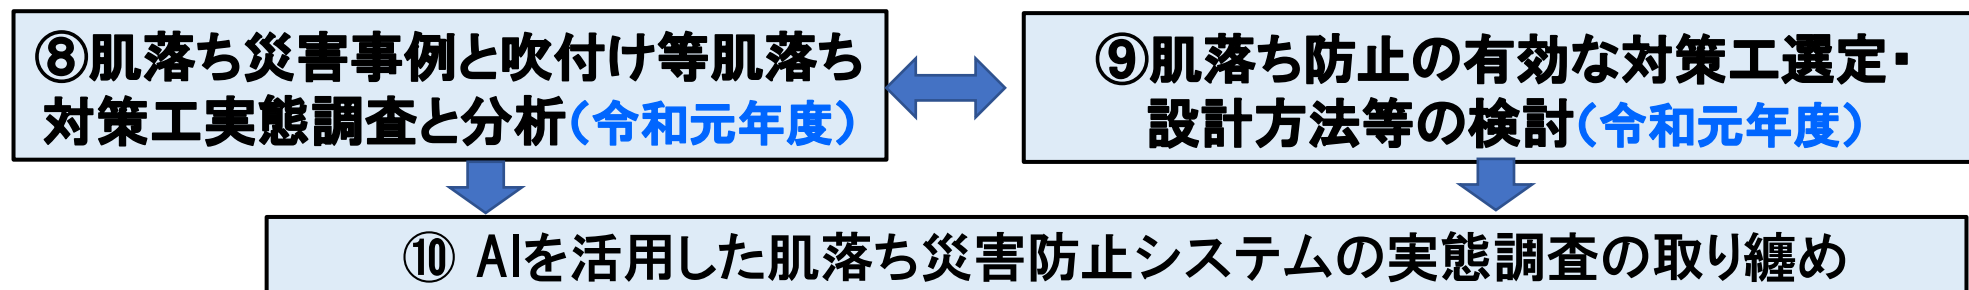 ⑧肌落ち災害事例と吹付け等肌落ち
対策工実態調査と分析（令和元年度）
⑨肌落ち防止の有効な対策工選定・
設計方法等の検討（令和元年度）
⑩ AIを活用した肌落ち災害防止システムの実態調査の取り纏め